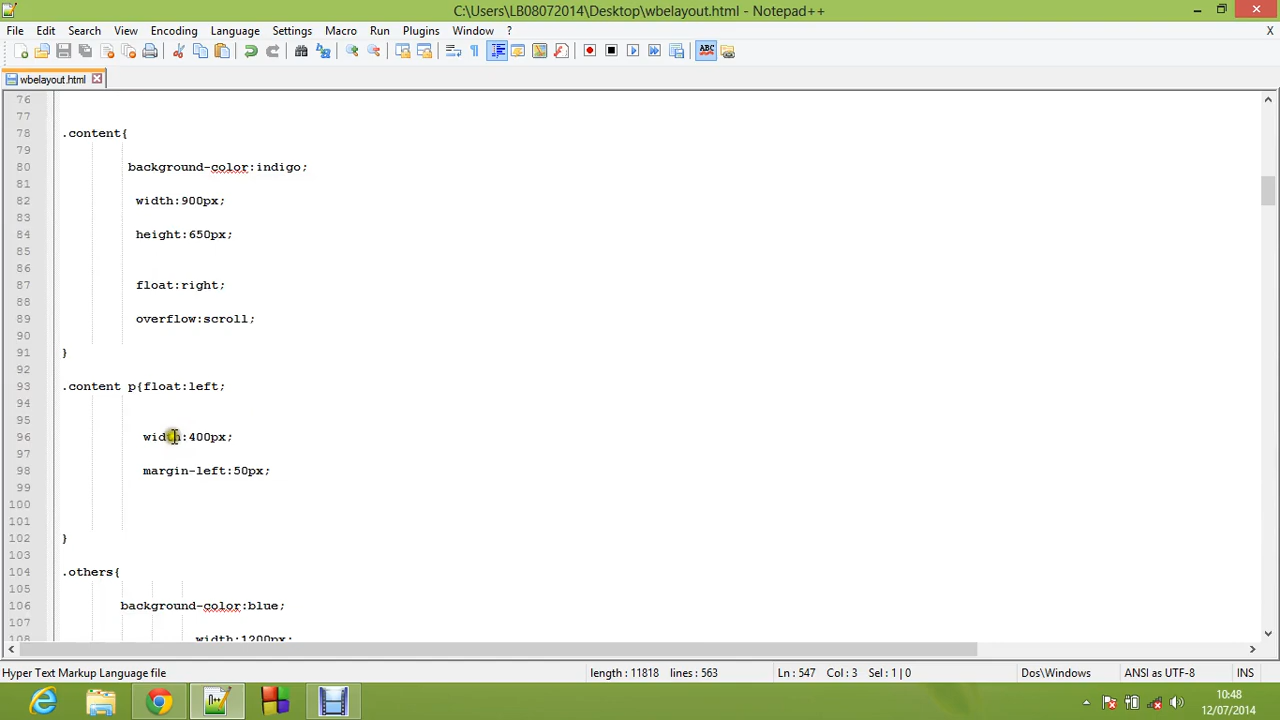 C:\Users\LB08072014\Desktop\wbelayout.html - Notepad++
File Edit Search View Encoding Language Settings Macro Run Plugins Window ? X
ABC
wbelayout.html
76
77
78 .content{
79
80 background-color:indigo;
81
82 width:900px;
83
84 height:650px;
85
86
87 float:right;
88
89 overflow:scroll;
90
91 }
92
93 .content p{float:left;
94
95
96 width:400px;
97
98 margin-left:50px;
99
100
101
102 }
103
104 .others{
105
106 background-color:blue;
107
108 width:1200px;
Hyper Text Markup Language file length : 11818 lines : 563 Ln : 547 Col : 3 Sel : 1 | 0 Dos\Windows ANSI as UTF-8 INS
10:48
12/07/2014